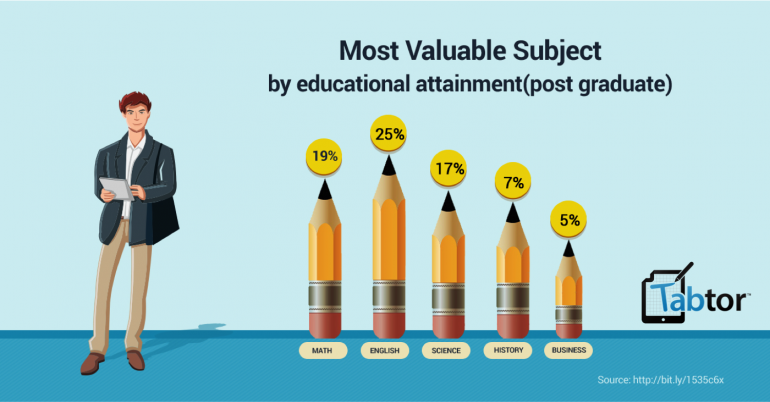 Most Valuable Subject
by educational attainment(post graduate)
19%
25%
17%
7%
5%
MATH
ENGLISH
SCIENCE
HISTORY
BUSINESS
Tabtor™
Source: http://bit.ly/1535c6x